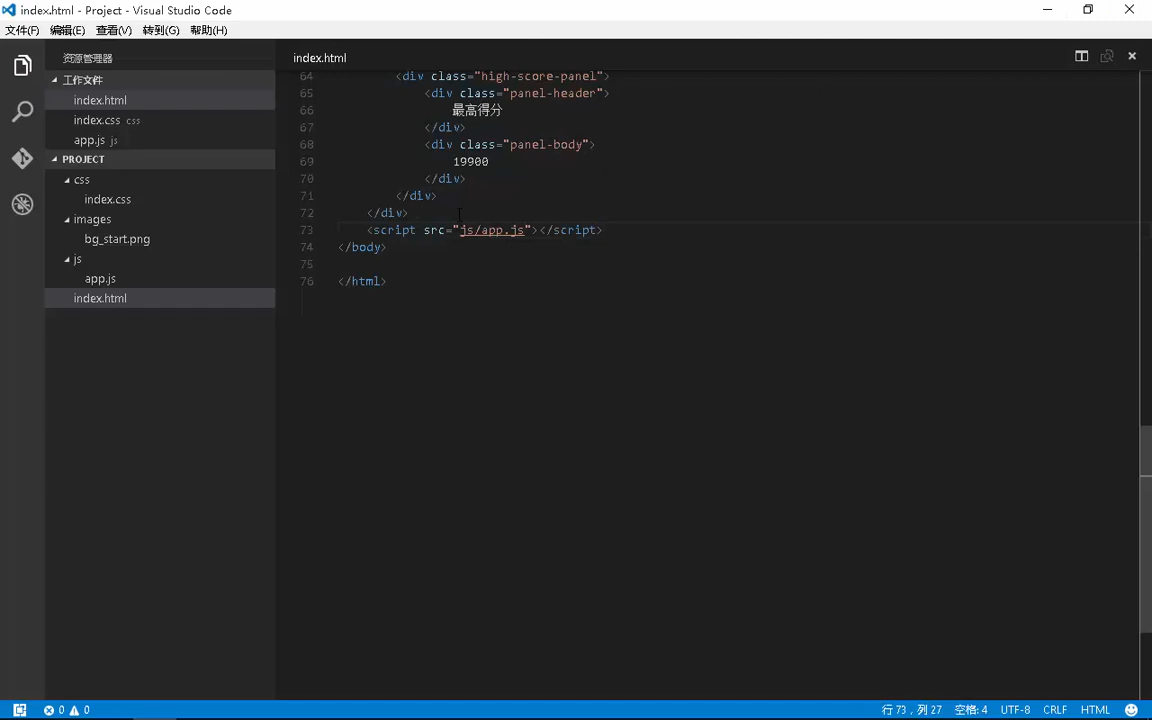 index.html - Project - Visual Studio Code
文件(F) 编辑(E) 查看(V) 转到(G) 帮助(H)
资源管理器
工作文件
index.html
index.css css
app.js js
PROJECT
css
index.css
images
bg_start.png
js
app.js
index.html
index.html
64 <div class="high-score-panel">
65 <div class="panel-header">
66 最高得分
67 </div>
68 <div class="panel-body">
69 19900
70 </div>
71 </div>
72 </div>
73 <script src="js/app.js"></script>
74 </body>
75
76 </html>
0 0 行 73，列 27 空格: 4 UTF-8 CRLF HTML